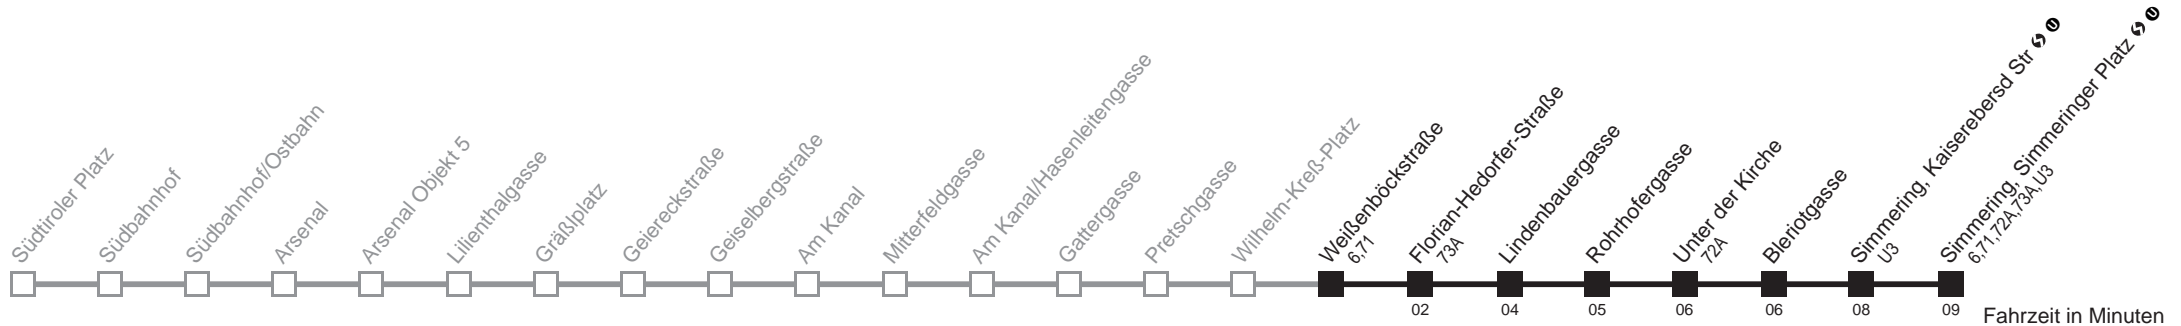 Südtiroler Platz
Südbahnhof
Südbahnhof/Ostbahn
Arsenal
Arsenal Objekt 5
Lilienthalgasse
Gräßlplatz
Geiereckstraße
Geiselbergstraße
Am Kanal
Mitterfeldgasse
Am Kanal/Hasenleitengasse
Gattergasse
Pretschgasse
Wilhelm-Kreß-Platz
Weißenböckstraße
6,71
Florian-Hedorfer-Straße
73A
Lindenbauergasse
Rohrhofergasse
Unter der Kirche
72A
Bleriotgasse
Simmering, Kaiserebersd Str S U
U3
Simmering, Simmeringer Platz S U
6,71,72A,73A,U3
02 04 05 06 06 08 09
Fahrzeit in Minuten